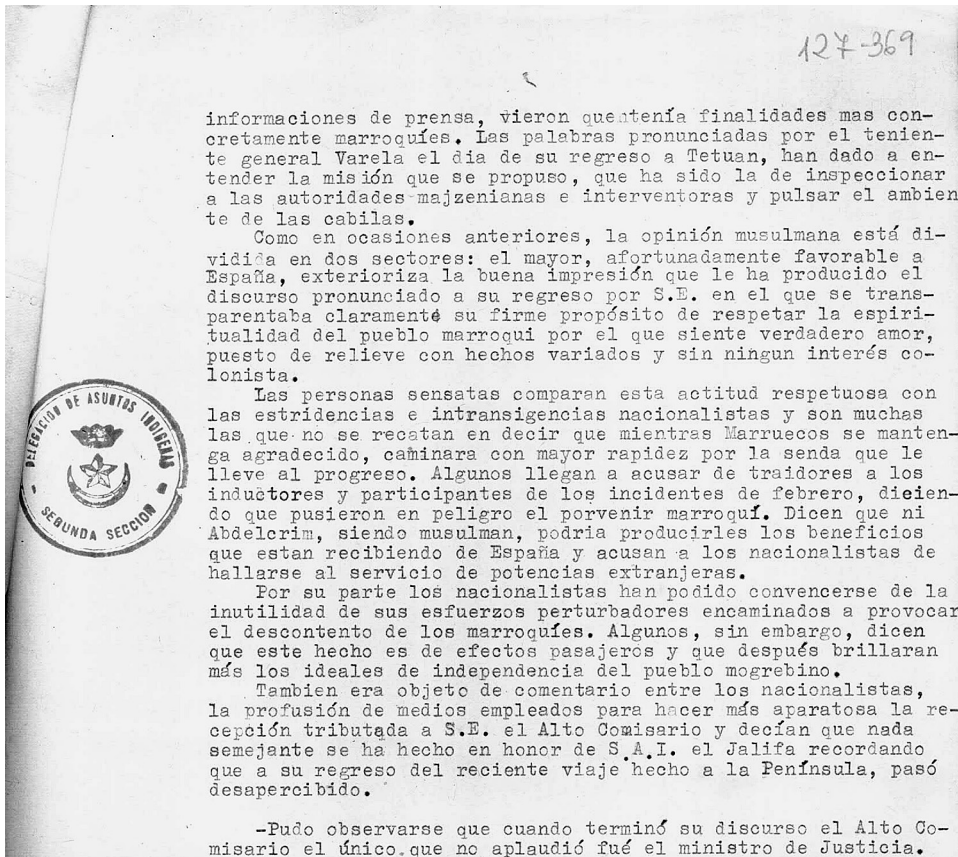 127-369
informaciones de prensa, vieron que tenía finalidades mas con-
cretamente marroquíes. Las palabras pronunciadas por el tenien-
te general Varela el dia de su regreso a Tetuan, han dado a en-
tender la misión que se propuso, que ha sido la de inspeccionar
a las autoridades majzenianas e interventoras y pulsar el ambien
te de las cabilas.
Como en ocasiones anteriores, la opinión musulmana está di-
vidida en dos sectores: el mayor, afortunadamente favorable a
España, exterioriza la buena impresión que le ha producido el
discurso pronunciado a su regreso por S.E. en el que se trans-
parentaba claramente su firme propósito de respetar la espiri-
tualidad del pueblo marroqui por el que siente verdadero amor,
puesto de relieve con hechos variados y sin ningun interés co-
lonista.
Las personas sensatas comparan esta actitud respetuosa con
las estridencias e intransigencias nacionalistas y son muchas
las que no se recatan en decir que mientras Marruecos se manten-
ga agradecido, caminara con mayor rapidez por la senda que le
lleve al progreso. Algunos llegan a acusar de traidores a los
inductores y participantes de los incidentes de febrero, dicien-
do que pusieron en peligro el porvenir marroquí. Dicen que ni
Abdelcrim, siendo musulman, podria producirles los beneficios
que estan recibiendo de España y acusan a los nacionalistas de
hallarse al servicio de potencias extranjeras.
Por su parte los nacionalistas han podido convencerse de la
inutilidad de sus esfuerzos perturbadores encaminados a provocar
el descontento de los marroquíes. Algunos, sin embargo, dicen
que este hecho es de efectos pasajeros y que después brillaran
más los ideales de independencia del pueblo mogrebino.
Tambien era objeto de comentario entre los nacionalistas,
la profusión de medios empleados para hacer más aparatosa la re-
cepción tributada a S.E. el Alto Comisario y decían que nada
semejante se ha hecho en honor de S.A.I. el Jalifa recordando
que a su regreso del reciente viaje hecho a la Península, pasó
desapercibido.
-Pudo observarse que cuando terminó su discurso el Alto Co-
misario el único que no aplaudió fué el ministro de Justicia.
DELEGACION DE ASUNTOS INDIGENAS
SEGUNDA SECCION